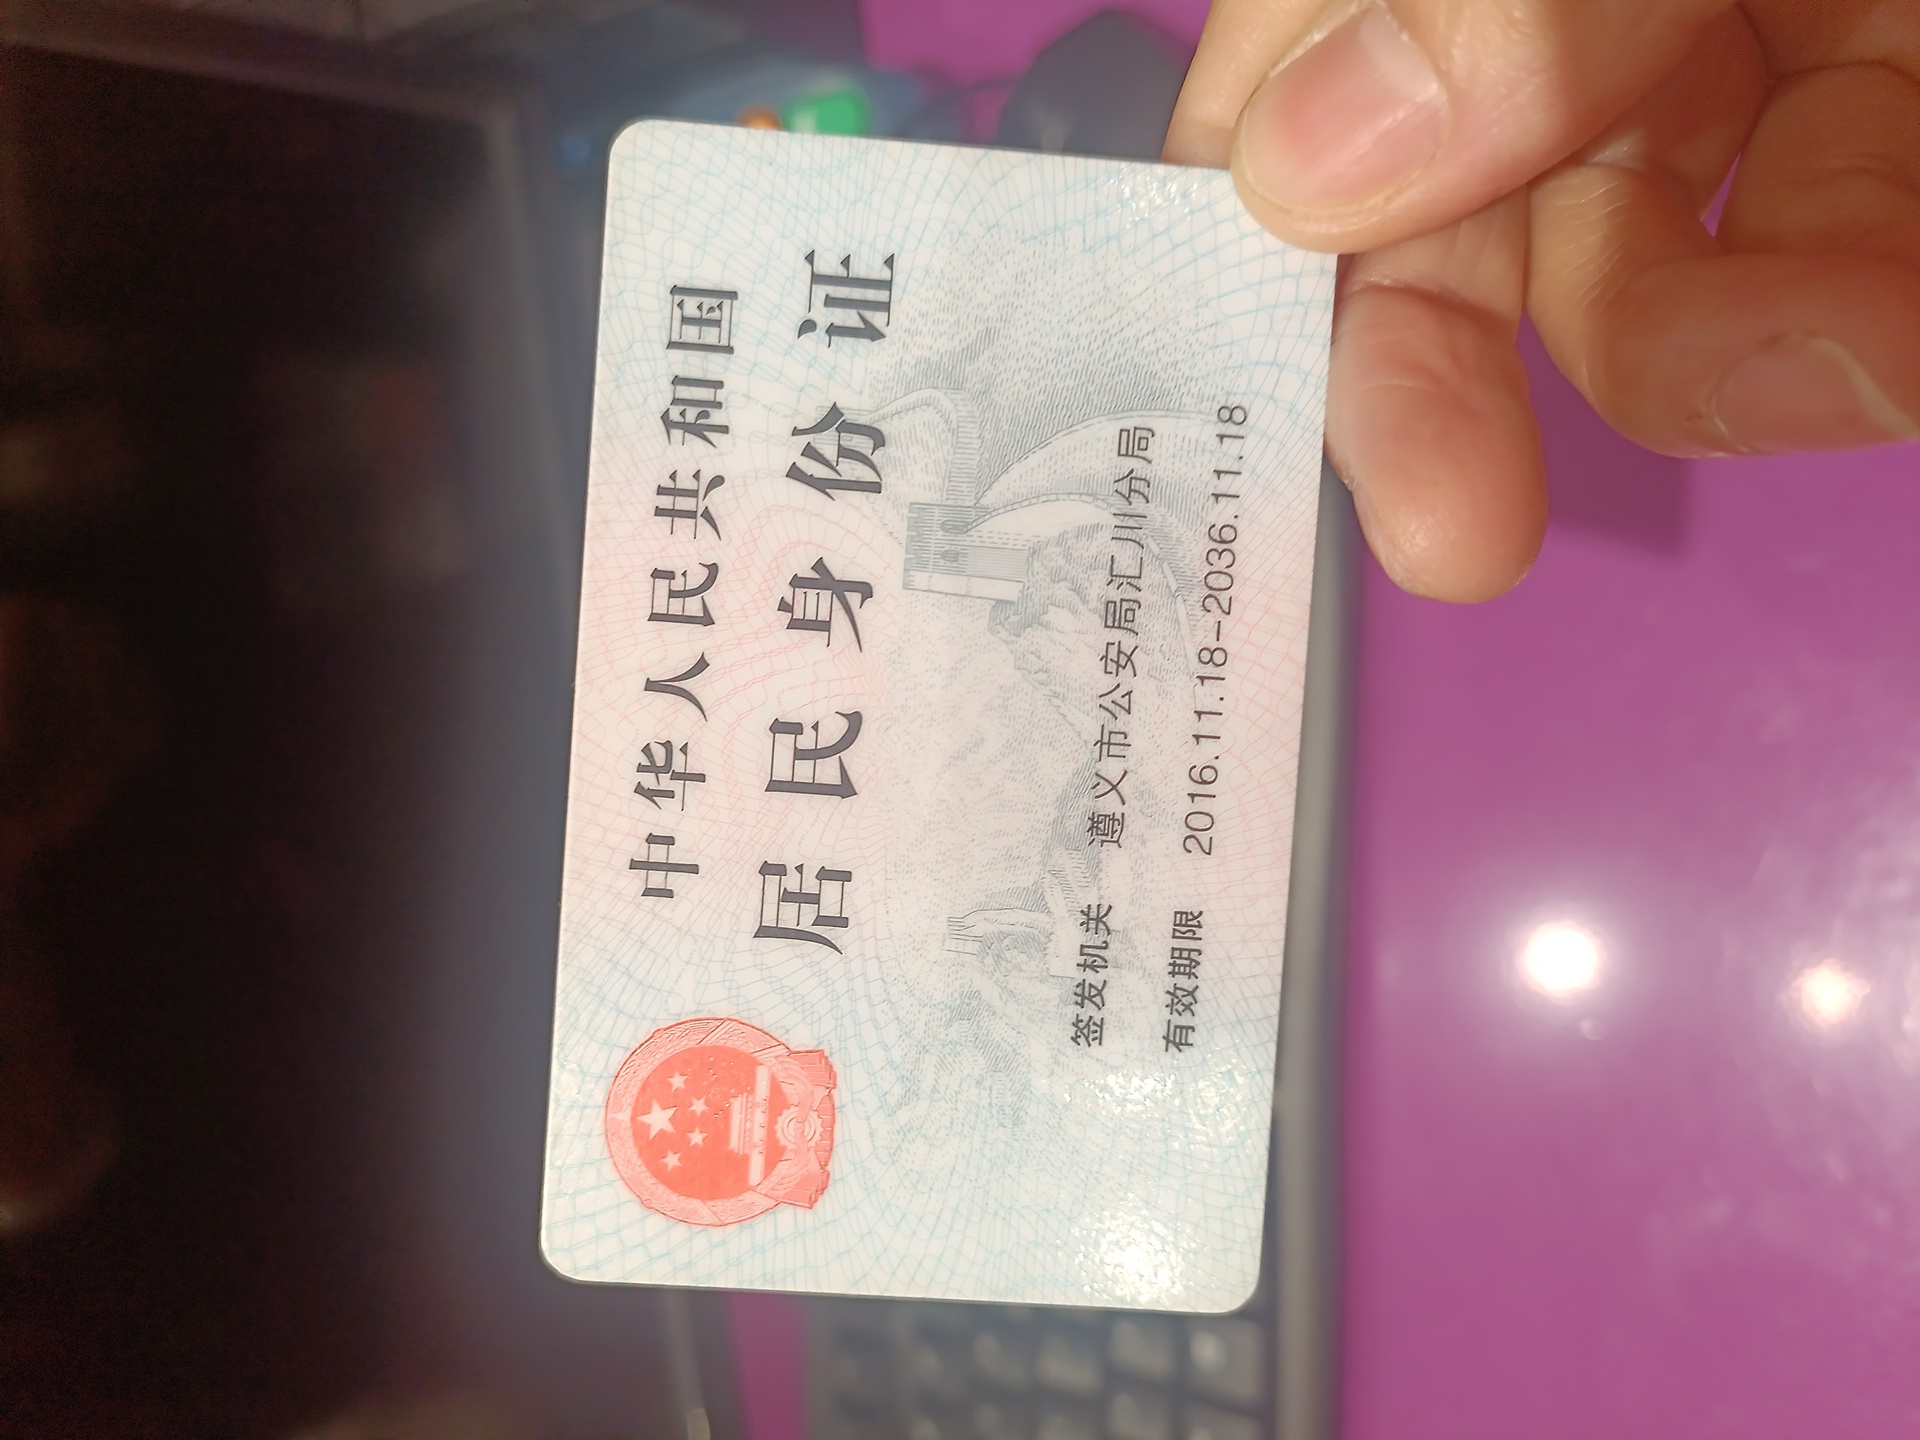 中华人民共和国
居民身份证
签发机关 遵义市公安局汇川分局
有效期限 2016.11.18-2036.11.18